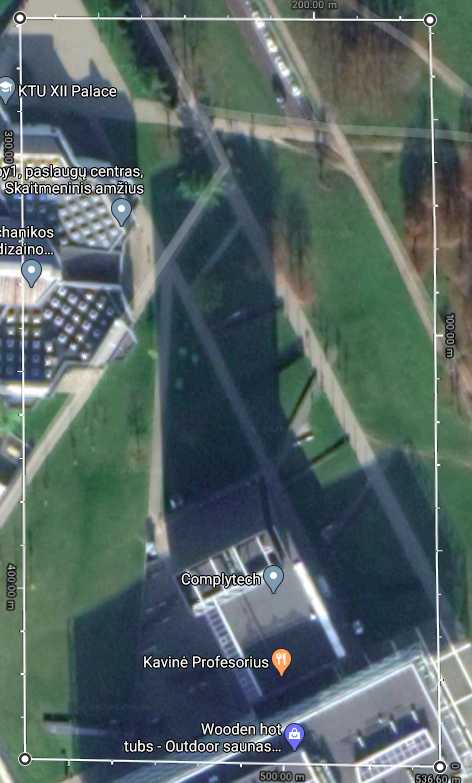 200.00 m
KTU XII Palace
300.00 m
by1, paslaugų centras,
Skaitmeninis amžius
chanikos
dizaino...
100.00 m
Complytech
400.00 m
Kavinė Profesorius
Wooden hot
tubs - Outdoor saunas...
500.00 m
536.60 m